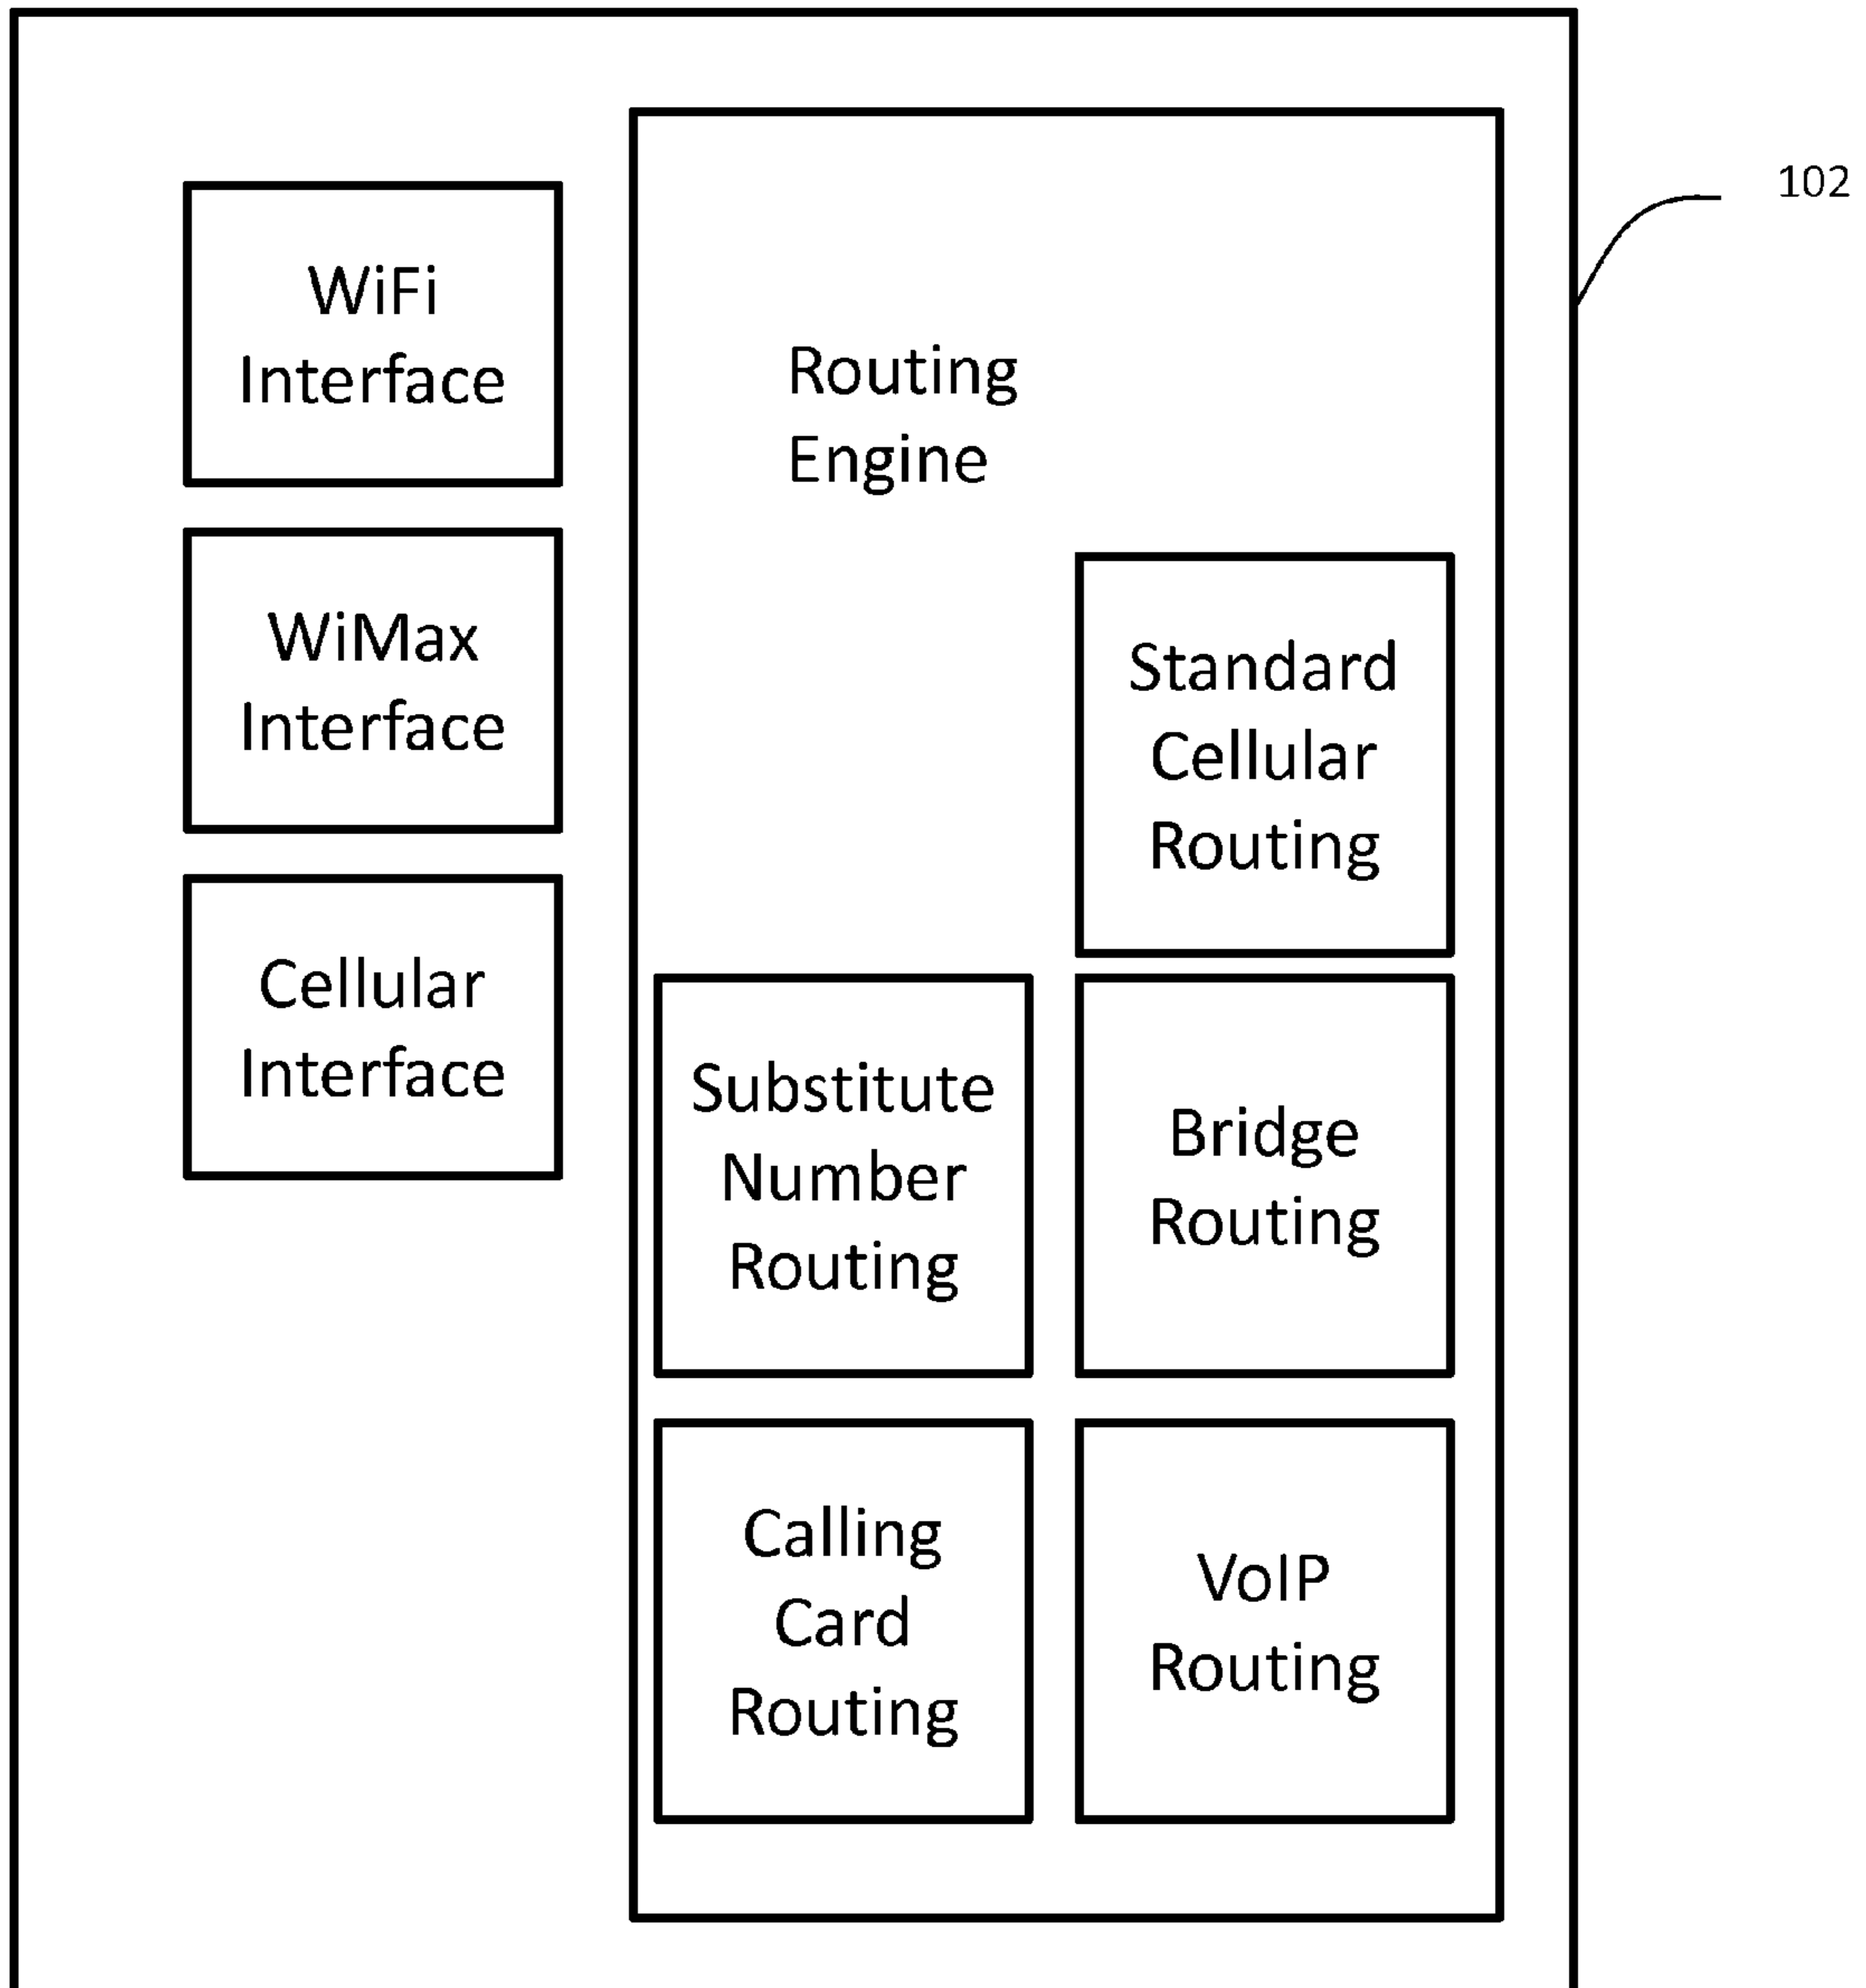 102
WiFi
Interface
WiMax
Interface
Cellular
Interface
Routing
Engine
Standard
Cellular
Routing
Substitute
Number
Routing
Bridge
Routing
Calling
Card
Routing
VoIP
Routing